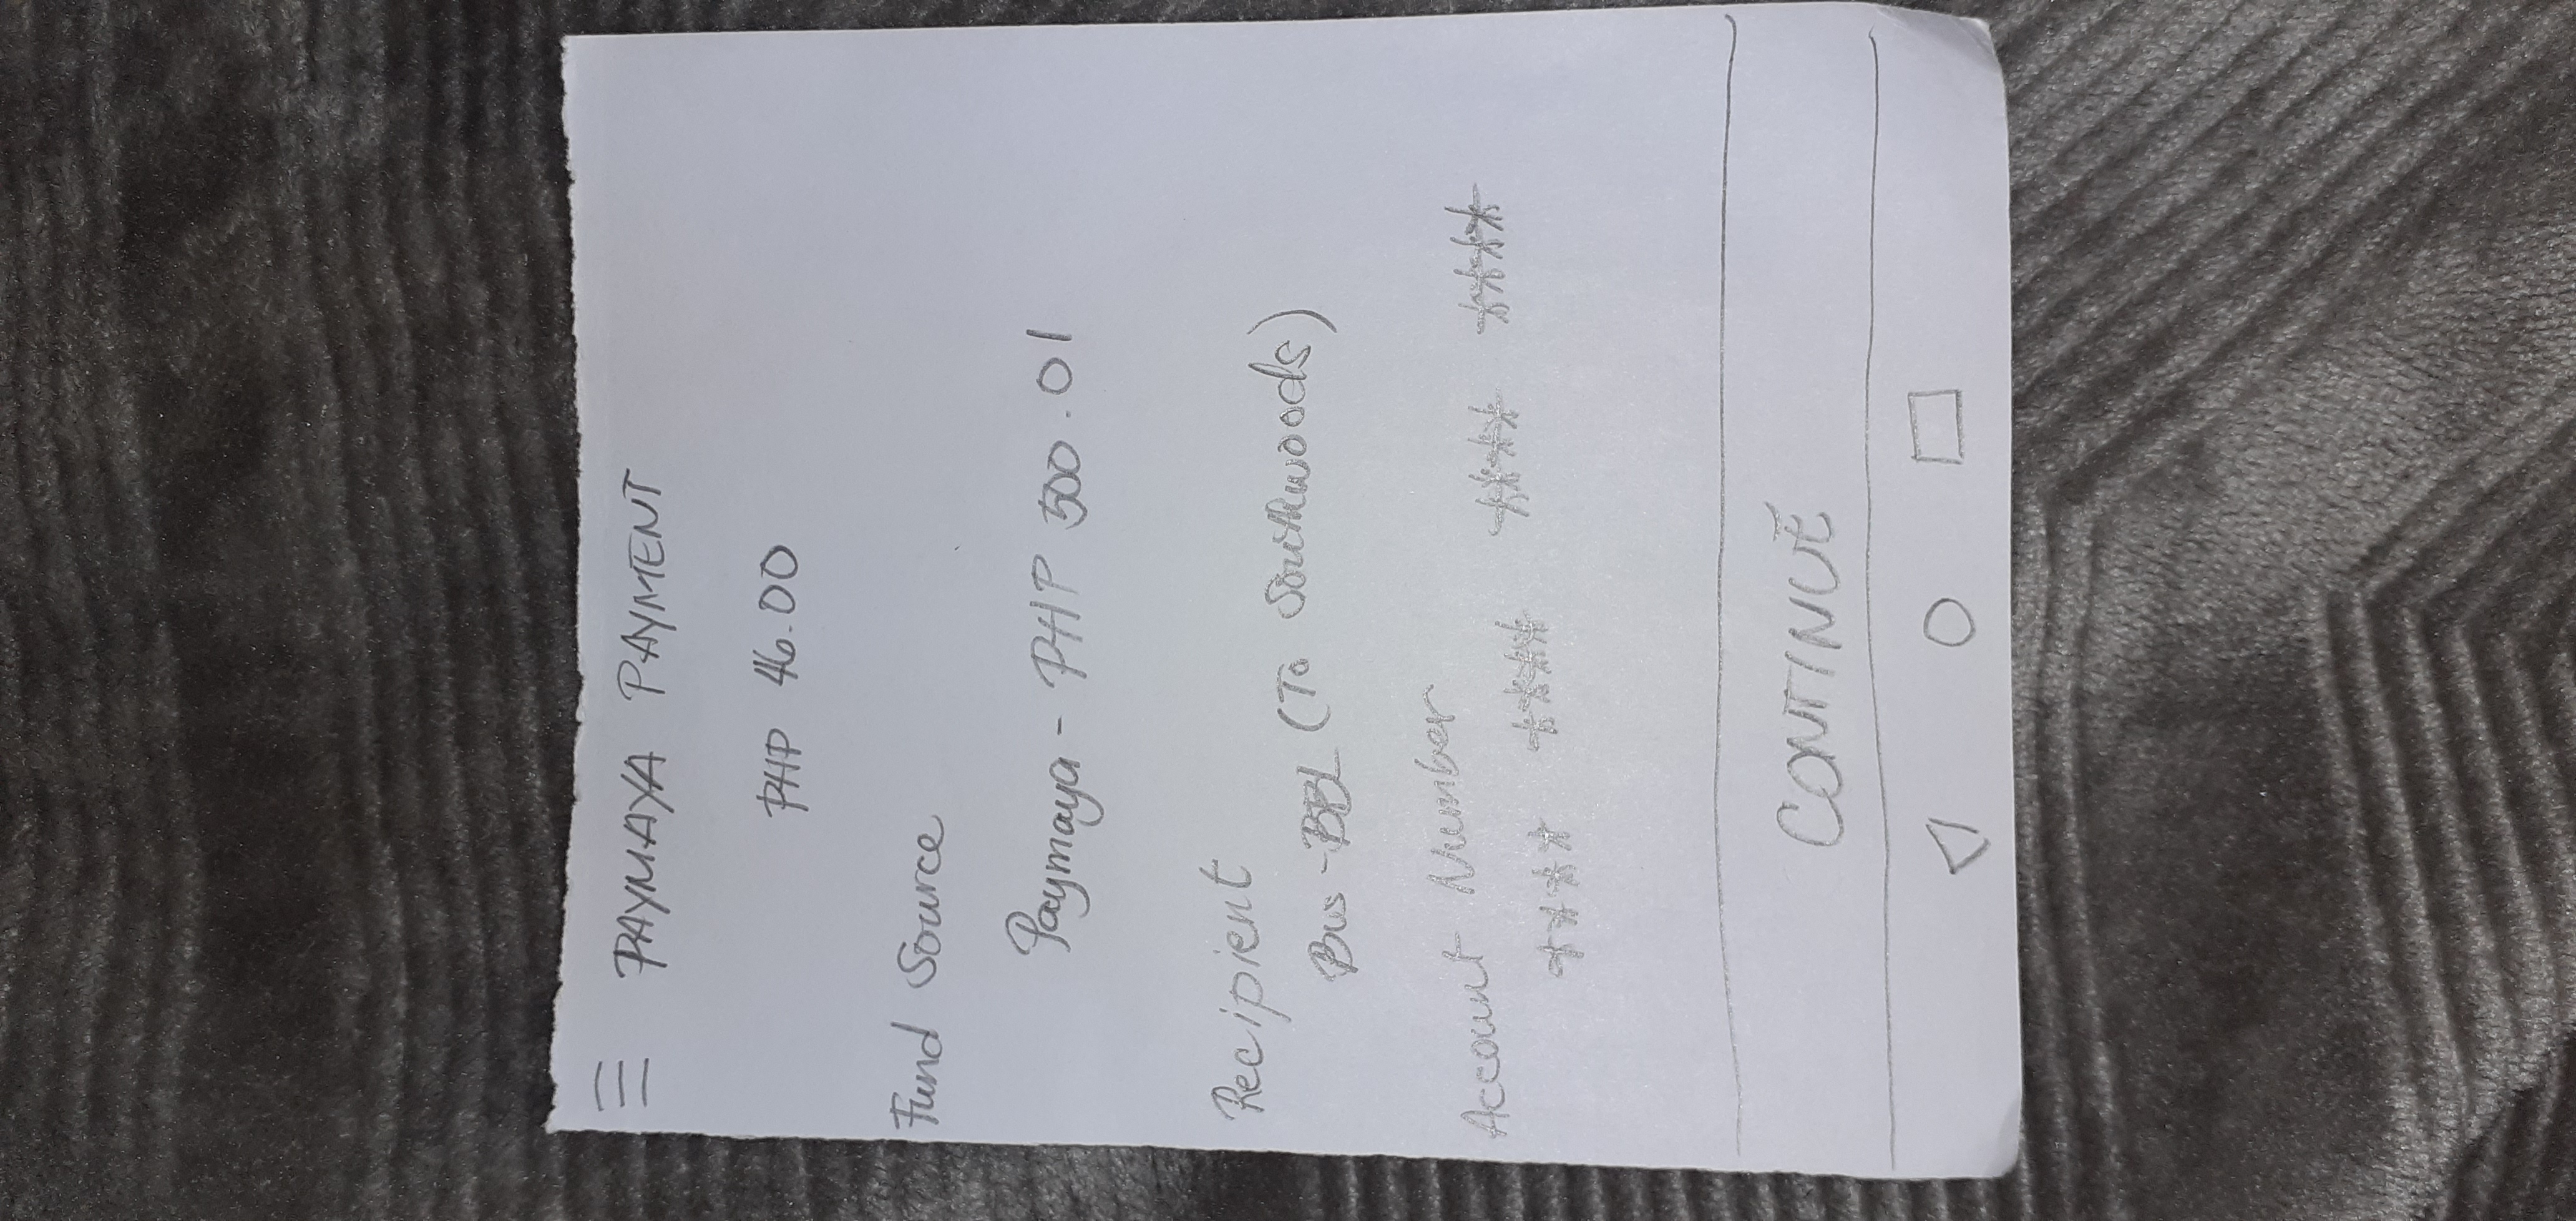 PAYMAYA PAYMENT
PHP 46.00
Fund Source
Paymaya - PHP 500.01
Recipient
Bus - BBL (To Southwoods)
Account Number
**** **** **** ****
CONTINUE